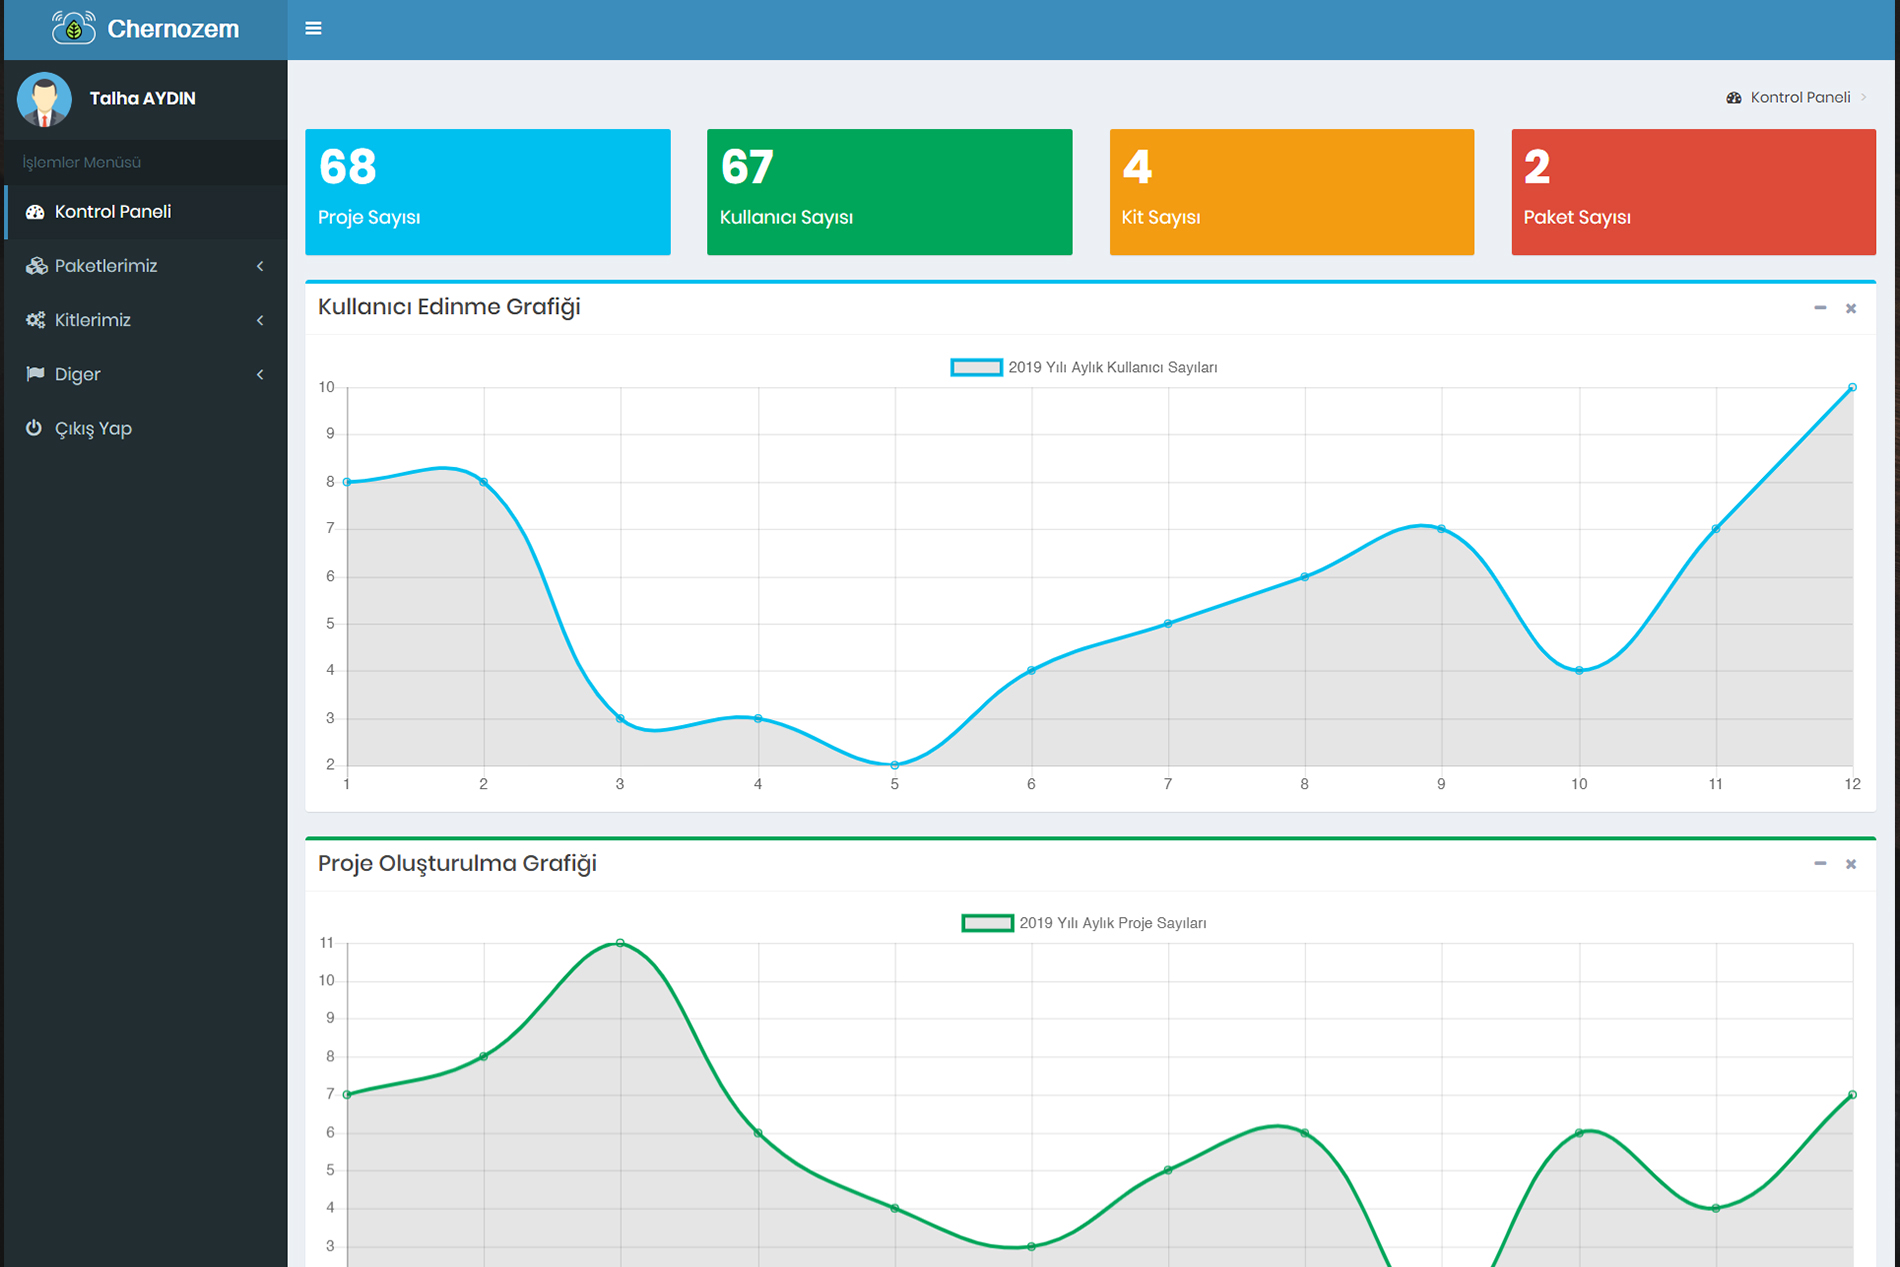 Chernozem
Talha AYDIN
İşlemler Menüsü
Kontrol Paneli
Paketlerimiz
Kitlerimiz
Diger
Çıkış Yap
Kontrol Paneli
68
Proje Sayısı
67
Kullanıcı Sayısı
4
Kit Sayısı
2
Paket Sayısı
Kullanıcı Edinme Grafiği
2019 Yılı Aylık Kullanıcı Sayıları
10
9
8
7
6
5
4
3
2
1 2 3 4 5 6 7 8 9 10 11 12
Proje Oluşturulma Grafiği
2019 Yılı Aylık Proje Sayıları
11
10
9
8
7
6
5
4
3